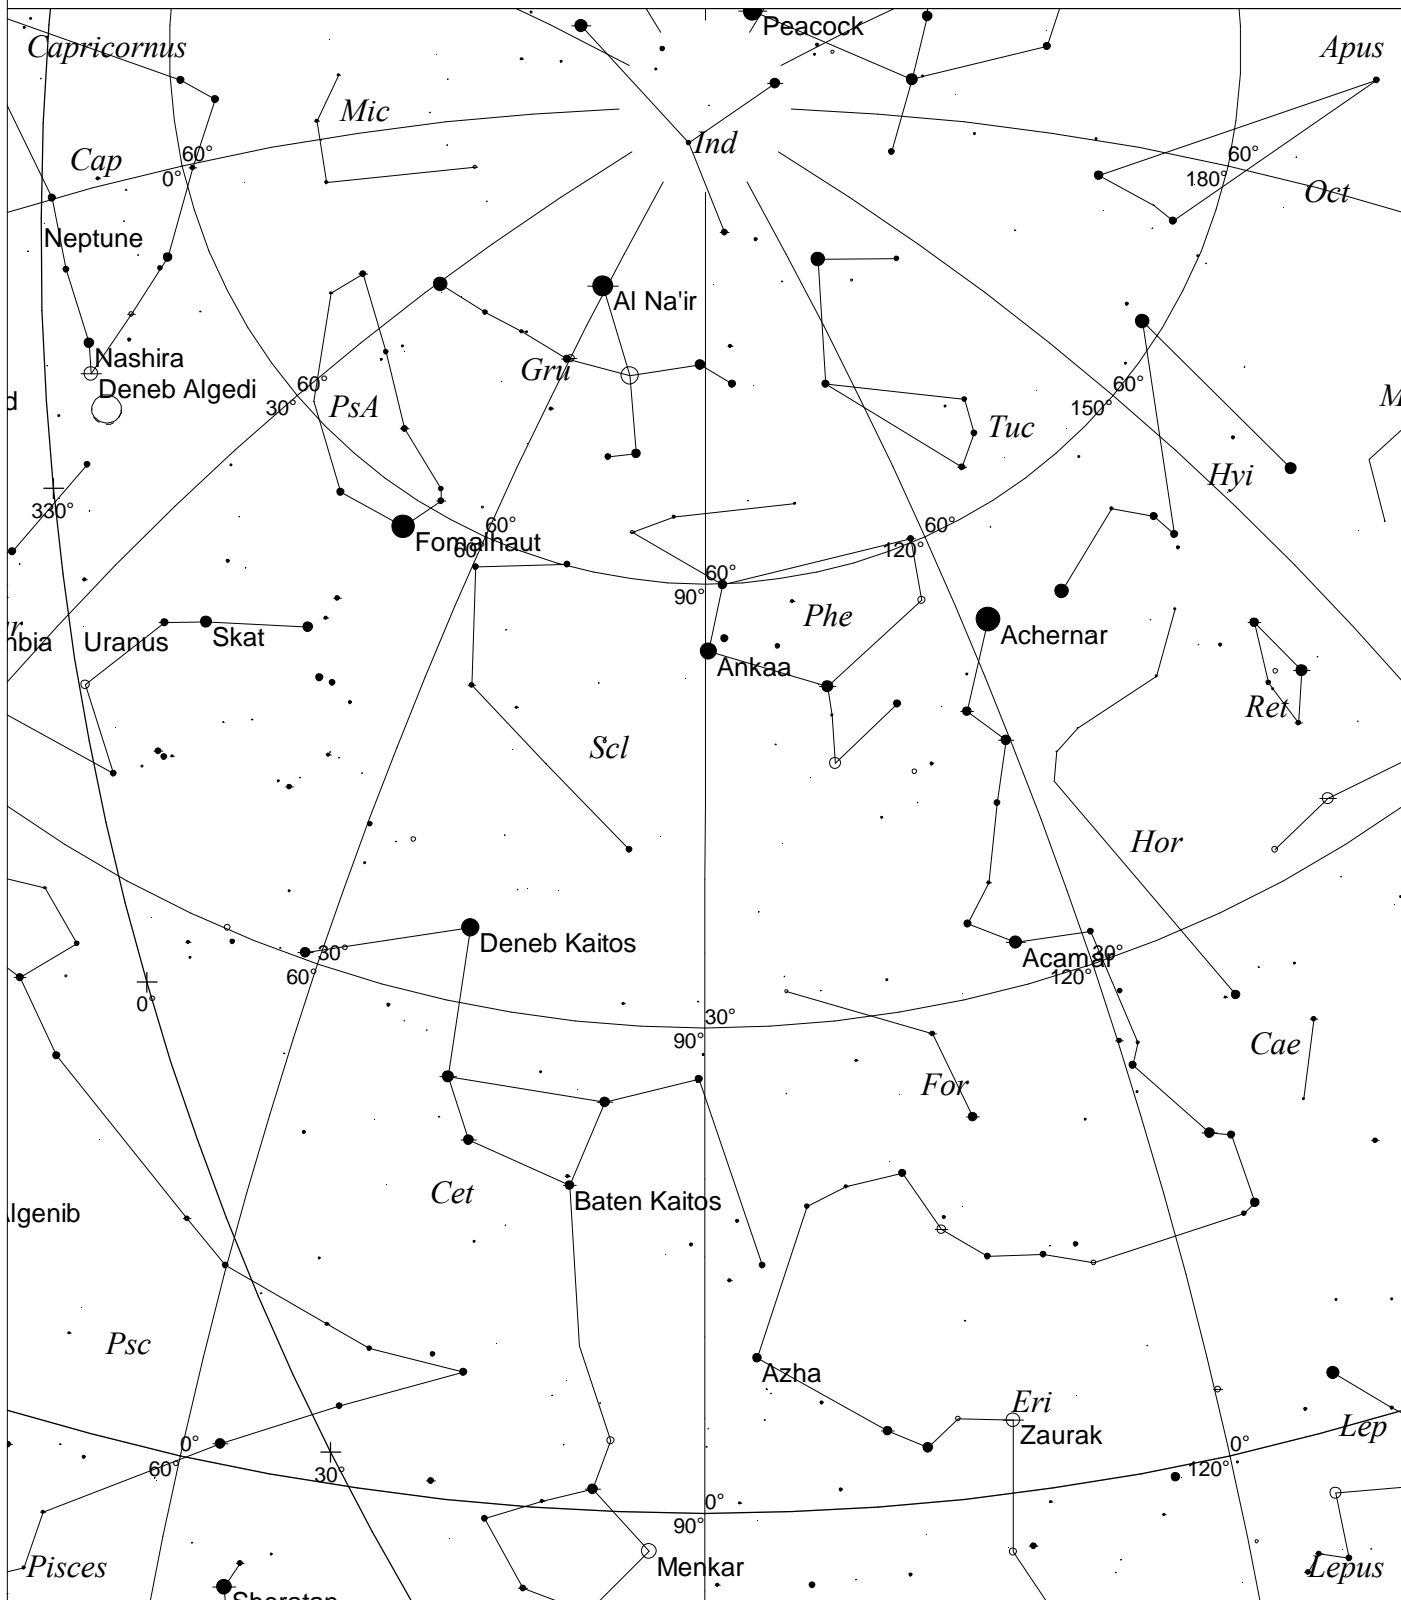 Peacock
Capricornus
Apus
Mic
Ind
Cap
60°
0°
60°
180°
Oct
Neptune
Al Na'ir
Nashira
Gru
Deneb Algedi
60°
30°
PsA
60°
150°
d
M
Tuc
Hyi
330°
60°
Fomalhaut
60°
60°
120°
60°
90°
Phe
r
nbia
Uranus
Skat
Achernar
Ankaa
Ret
Scl
Hor
Deneb Kaitos
30°
60°
Acamar
30°
120°
0°
30°
90°
Cae
For
Cet
Baten Kaitos
lgenib
Psc
Azha
Eri
Zaurak
Lep
0°
60°
30°
0°
120°
0°
90°
Pisces
Menkar
Lepus
Sheratan